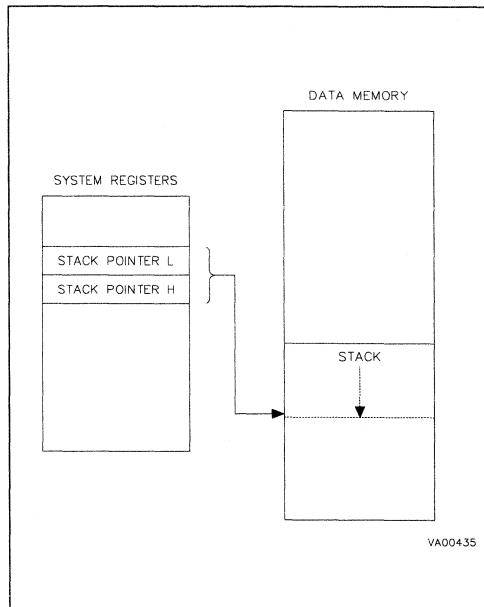 DATA MEMORY
SYSTEM REGISTERS
STACK POINTER L
STACK POINTER H
STACK
VA00435